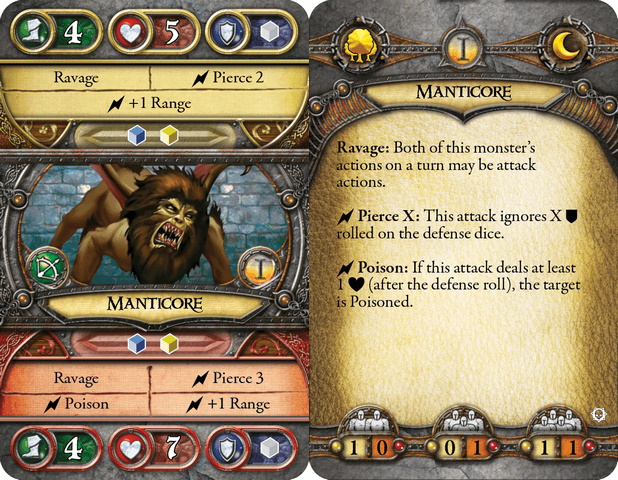 4 5
Ravage Pierce 2
+1 Range
I
MANTICORE
Ravage Pierce 3
Poison +1 Range
4 7
I
MANTICORE
Ravage: Both of this monster's
actions on a turn may be attack
actions.
Pierce X: This attack ignores X
rolled on the defense dice.
Poison: If this attack deals at least
1 (after the defense roll), the target
is Poisoned.
1 0 0 1 1 1